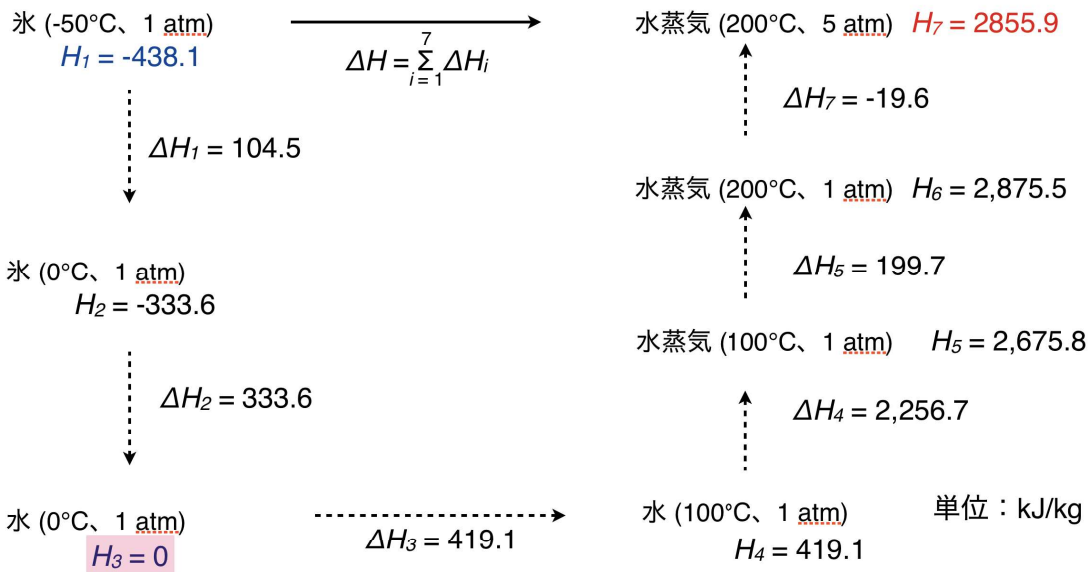 氷 (-50°C、1 atm)
H₁ = -438.1
ΔH = Σ ΔHᵢ
7
i = 1
水蒸気 (200°C、5 atm) H₇ = 2855.9
ΔH₁ = 104.5
ΔH₇ = -19.6
水蒸気 (200°C、1 atm) H₆ = 2,875.5
氷 (0°C、1 atm)
H₂ = -333.6
ΔH₅ = 199.7
水蒸気 (100°C、1 atm) H₅ = 2,675.8
ΔH₂ = 333.6
ΔH₄ = 2,256.7
水 (0°C、1 atm)
H₃ = 0
ΔH₃ = 419.1
水 (100°C、1 atm)
H₄ = 419.1
単位：kJ/kg